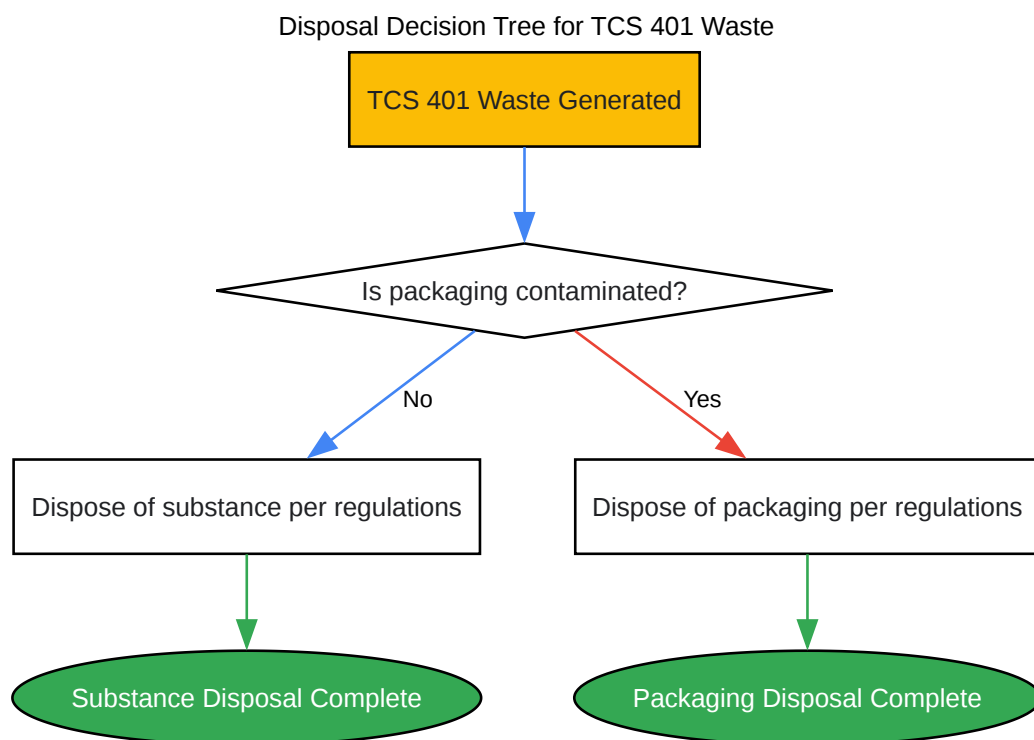 Disposal Decision Tree for TCS 401 Waste
TCS 401 Waste Generated
Is packaging contaminated?
No
Yes
Dispose of substance per regulations
Dispose of packaging per regulations
Substance Disposal Complete
Packaging Disposal Complete